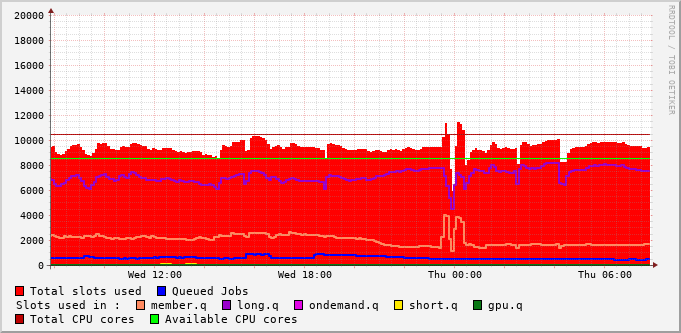 20000
18000
16000
14000
12000
10000
8000
6000
4000
2000
0
Wed 12:00 Wed 18:00 Thu 00:00 Thu 06:00
RRDTOOL / TOBI OETIKER
Total slots used Queued Jobs
Slots used in : member.q long.q ondemand.q short.q gpu.q
Total CPU cores Available CPU cores